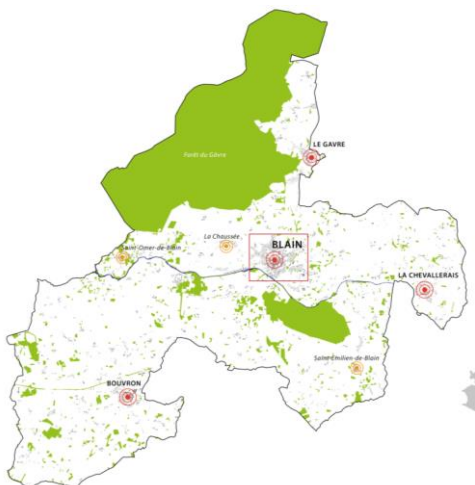 LE GAVRE
Forêt du Gâvre
La Chaussée
BLAIN
Saint Omer-de-Blain
LA CHEVALLERAIS
Saint Emilien-de-Blain
BOUVRON